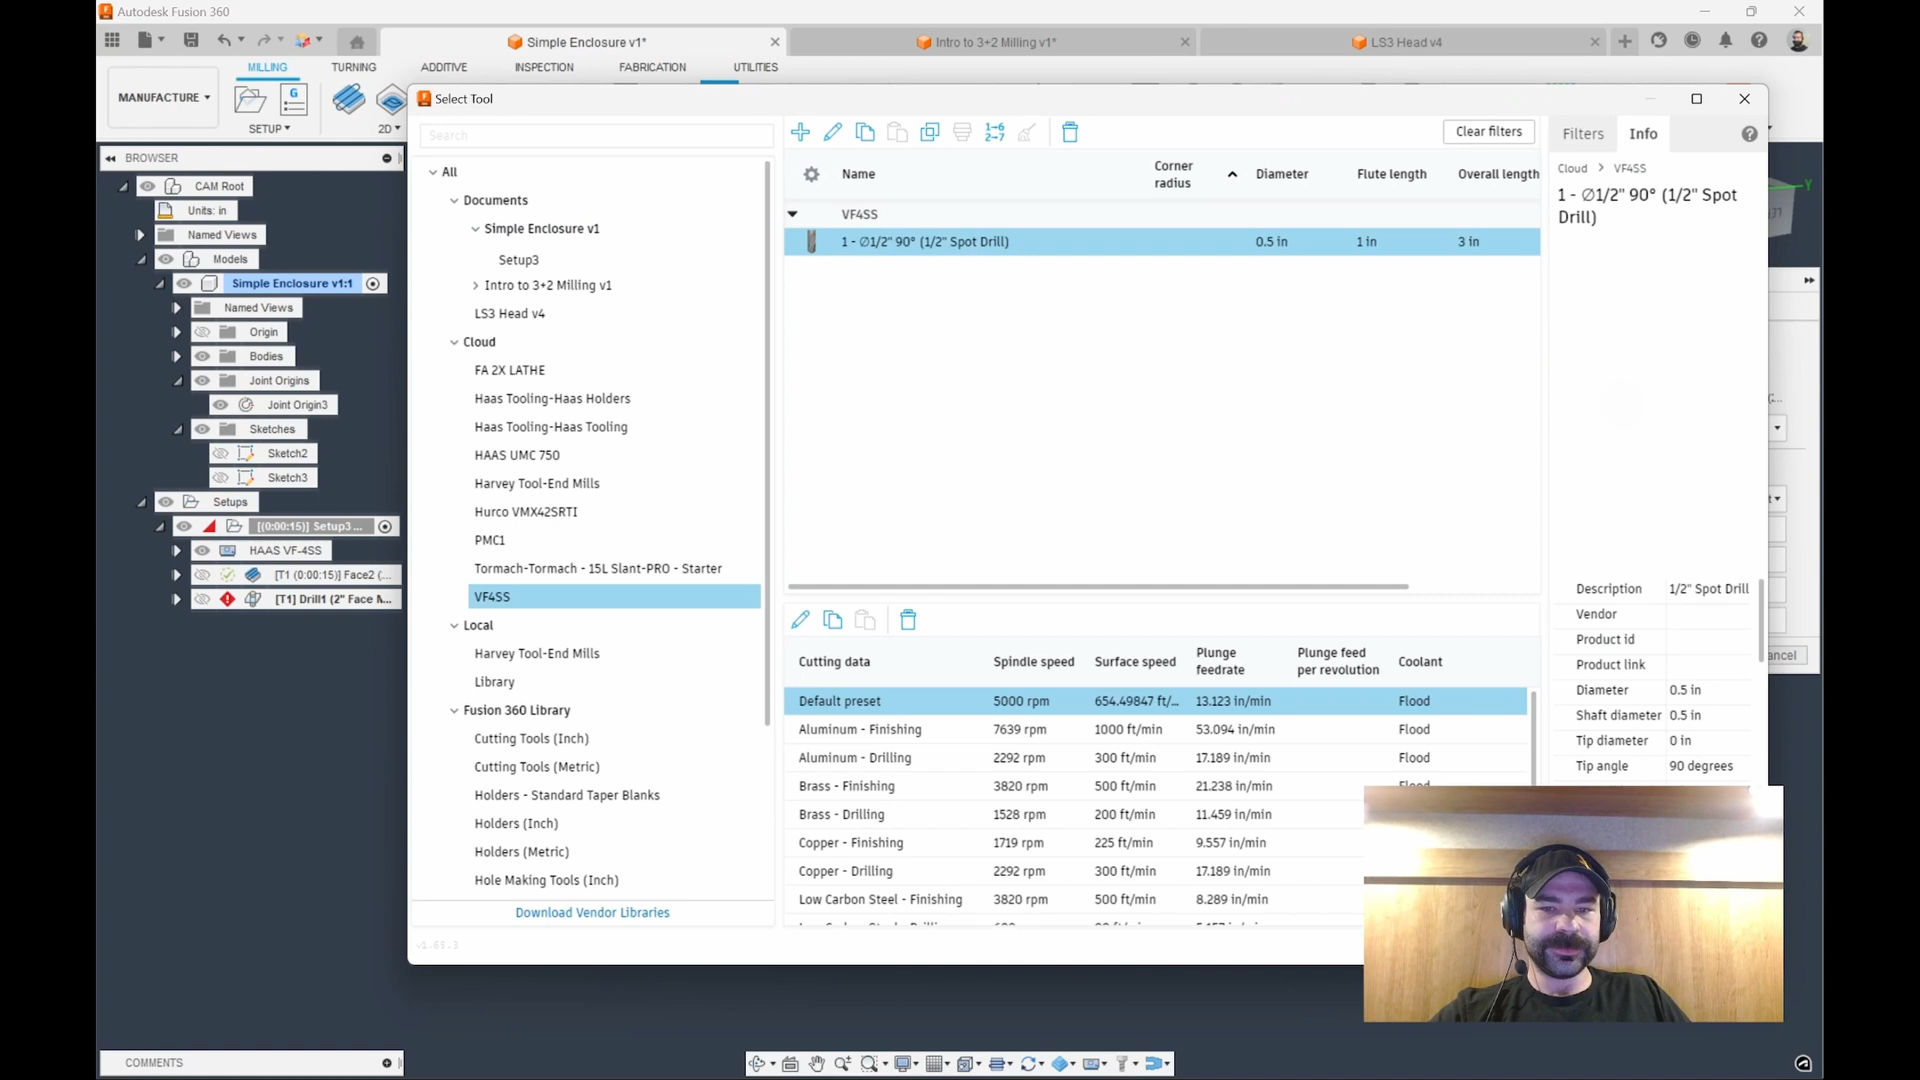 Autodesk Fusion 360
Simple Enclosure v1*
Intro to 3+2 Milling v1*
LS3 Head v4
MILLING
TURNING
ADDITIVE
INSPECTION
FABRICATION
UTILITIES
MANUFACTURE
SETUP
2D
BROWSER
CAM Root
Units: in
Named Views
Models
Simple Enclosure v1:1
Named Views
Origin
Bodies
Joint Origins
Joint Origin3
Sketches
Sketch2
Sketch3
Setups
[(0:00:15)] Setup3...
HAAS VF-4SS
[T1 (0:00:15)] Face2 (...
[T1] Drill1 (2" Face M...
COMMENTS
Select Tool
Search
All
Documents
Simple Enclosure v1
Setup3
Intro to 3+2 Milling v1
LS3 Head v4
Cloud
FA 2X LATHE
Haas Tooling-Haas Holders
Haas Tooling-Haas Tooling
HAAS UMC 750
Harvey Tool-End Mills
Hurco VMX42SRTI
PMC1
Tormach-Tormach - 15L Slant-PRO - Starter
VF4SS
Local
Harvey Tool-End Mills
Library
Fusion 360 Library
Cutting Tools (Inch)
Cutting Tools (Metric)
Holders - Standard Taper Blanks
Holders (Inch)
Holders (Metric)
Hole Making Tools (Inch)
Download Vendor Libraries
v1.65.3
Clear filters
Name Corner radius Diameter Flute length Overall length
VF4SS
1 - ∅1/2" 90° (1/2" Spot Drill) 0.5 in 1 in 3 in
Cutting data Spindle speed Surface speed Plunge feedrate Plunge feed per revolution Coolant
Default preset 5000 rpm 654.49847 ft/... 13.123 in/min Flood
Aluminum - Finishing 7639 rpm 1000 ft/min 53.094 in/min Flood
Aluminum - Drilling 2292 rpm 300 ft/min 17.189 in/min Flood
Brass - Finishing 3820 rpm 500 ft/min 21.238 in/min Flood
Brass - Drilling 1528 rpm 200 ft/min 11.459 in/min
Copper - Finishing 1719 rpm 225 ft/min 9.557 in/min
Copper - Drilling 2292 rpm 300 ft/min 17.189 in/min
Low Carbon Steel - Finishing 3820 rpm 500 ft/min 8.289 in/min
Filters
Info
Cloud > VF4SS
1 - ∅1/2" 90° (1/2" Spot
Drill)
Description 1/2" Spot Drill
Vendor
Product id
Product link
Diameter 0.5 in
Shaft diameter 0.5 in
Tip diameter 0 in
Tip angle 90 degrees